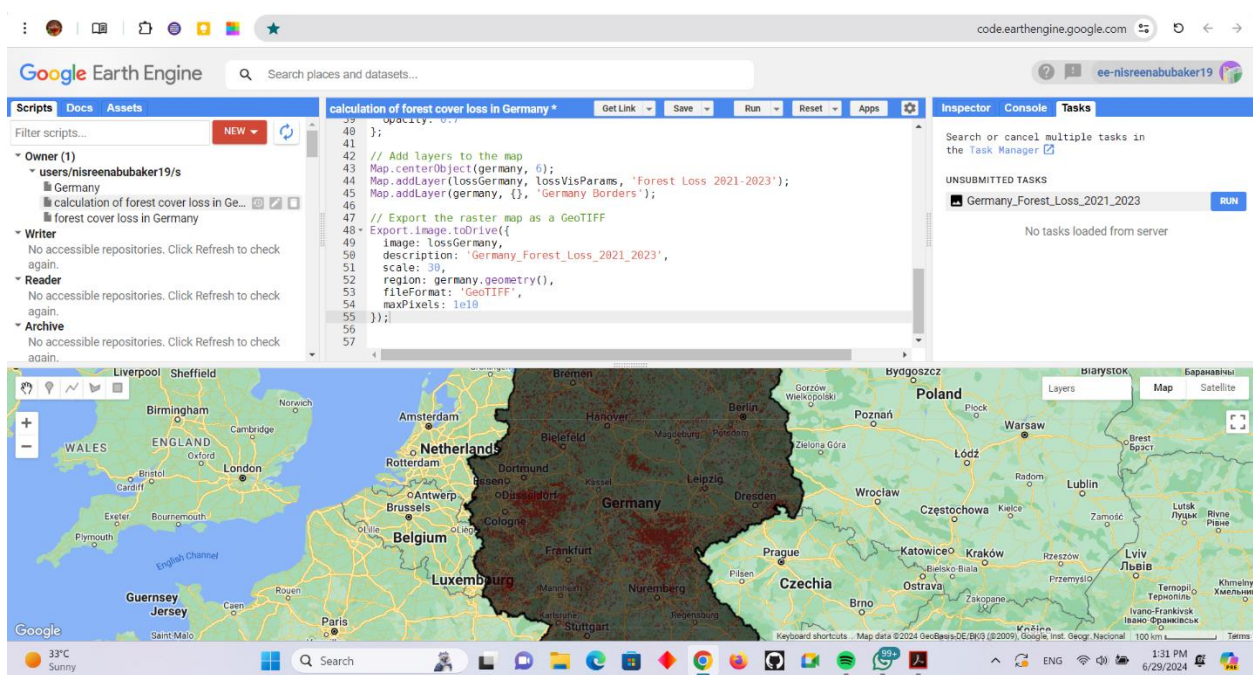 code.earthengine.google.com
Google Earth Engine
Search places and datasets...
ee-nisreenabubaker19
Scripts Docs Assets
Filter scripts...
NEW
Owner (1)
users/nisreenabubaker19/s
Germany
calculation of forest cover loss in Ge...
forest cover loss in Germany
Writer
No accessible repositories. Click Refresh to check
again.
Reader
No accessible repositories. Click Refresh to check
again.
Archive
No accessible repositories. Click Refresh to check
again.
calculation of forest cover loss in Germany *
Get Link Save Run Reset Apps
39 opacity: 0.7
40 };
41
42 // Add layers to the map
43 Map.centerObject(germany, 6);
44 Map.addLayer(lossGermany, lossVisParams, 'Forest Loss 2021-2023');
45 Map.addLayer(germany, {}, 'Germany Borders');
46
47 // Export the raster map as a GeoTIFF
48 Export.image.toDrive({
49 image: lossGermany,
50 description: 'Germany_Forest_Loss_2021_2023',
51 scale: 30,
52 region: germany.geometry(),
53 fileFormat: 'GeoTIFF',
54 maxPixels: 1e10
55 });
56
57
Inspector Console Tasks
Search or cancel multiple tasks in
the Task Manager
UNSUBMITTED TASKS
Germany_Forest_Loss_2021_2023 RUN
No tasks loaded from server
Layers Map Satellite
Liverpool Sheffield
Bremen
Bydgoszcz
Białystok
Баранавічы
Birmingham
Norwich
Cambridge
WALES
ENGLAND
Oxford
London
Bristol
Cardiff
Exeter
Bournemouth
Plymouth
English Channel
Guernsey
Jersey
Caen
Rouen
Saint-Malo
Paris
Amsterdam
Netherlands
Rotterdam
Antwerp
Brussels
Lille
Liège
Belgium
Luxembourg
Hanover
Berlin
Bielefeld
Magdeburg
Potsdam
Dortmund
Essen
Düsseldorf
Kassel
Leipzig
Dresden
Cologne
Germany
Frankfurt
Mannheim
Nuremberg
Karlsruhe
Regensburg
Stuttgart
Gorzów
Wielkopolski
Poland
Poznań
Płock
Warsaw
Brest
Брэст
Zielona Góra
Łódź
Radom
Lublin
Wrocław
Częstochowa
Kielce
Zamość
Lutsk
Луцьк
Rivne
Рівне
Prague
Pilsen
Czechia
Katowice
Kraków
Rzeszów
Lviv
Львів
Bielsko-Biala
Ostrava
Przemyślo
Ternopil
Тернопіль
Brno
Zakopane
Ivano-Frankivsk
Івано-Франківськ
Košice
Google
Keyboard shortcuts Map data ©2024 GeoBasis-DE/BKG (©2009), Google, Inst. Geogr. Nacional 100 km Terms
33°C
Sunny
Search
99+
ENG
1:31 PM
6/29/2024